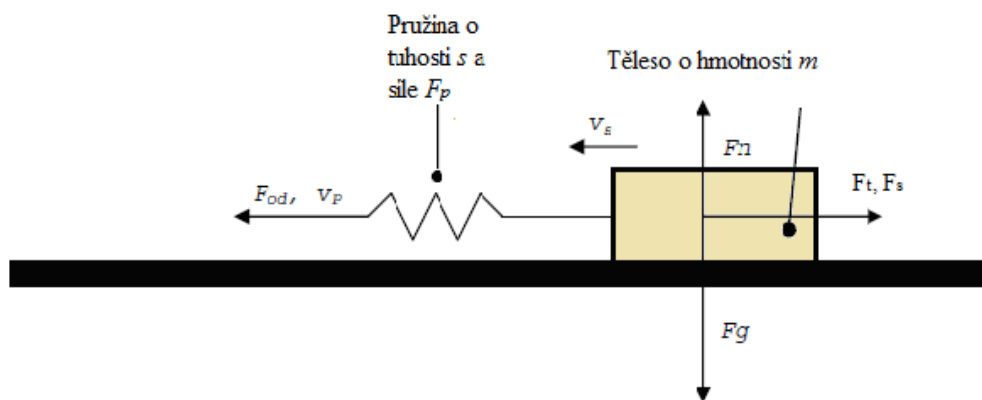 Pružina o
tuhosti s a
síle Fp
Těleso o hmotnosti m
vs
Fn
Fod, vP
Ft, Fs
Fg